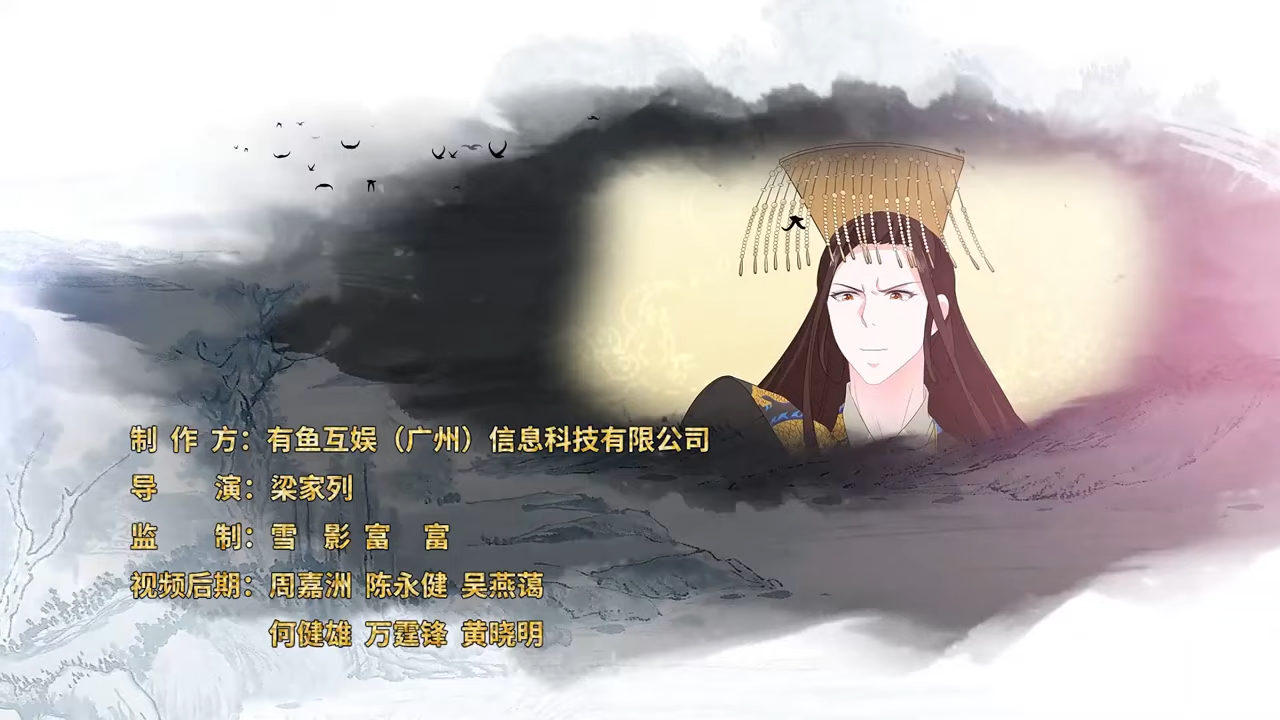 制作方：有鱼互娱（广州）信息科技有限公司
导演：梁家列
监制：雪影 富富
视频后期：周嘉洲 陈永健 吴燕蔼
何健雄 万霆锋 黄晓明